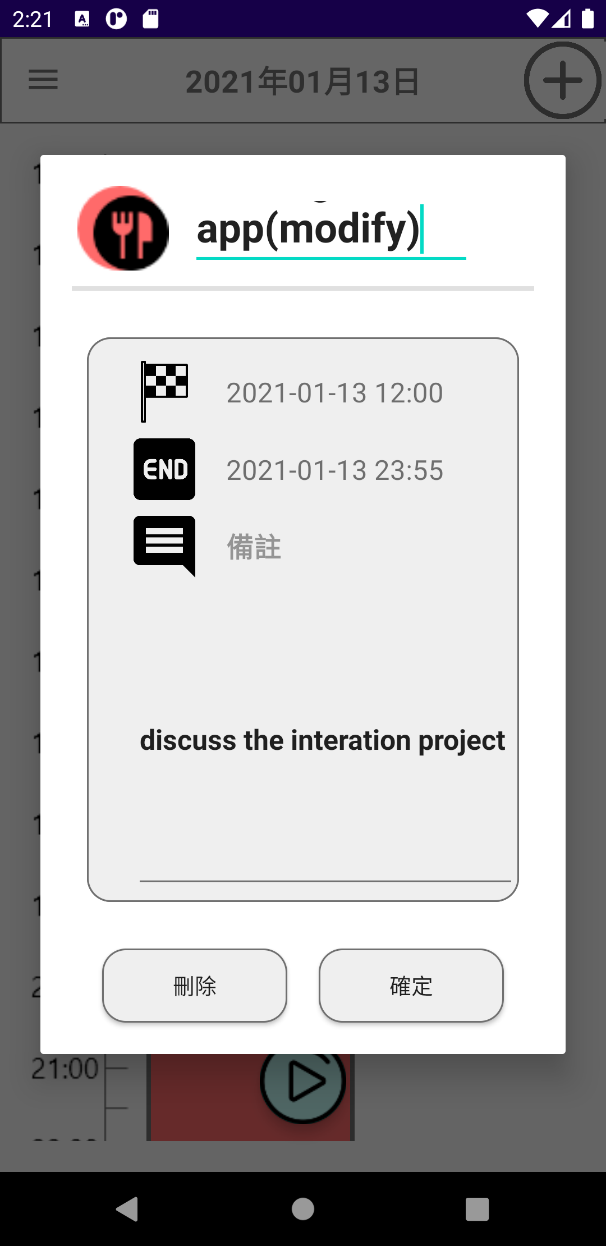 2:21
2021年01月13日
app(modify)
2021-01-13 12:00
END
2021-01-13 23:55
備註
discuss the interation project
刪除
確定
21:00